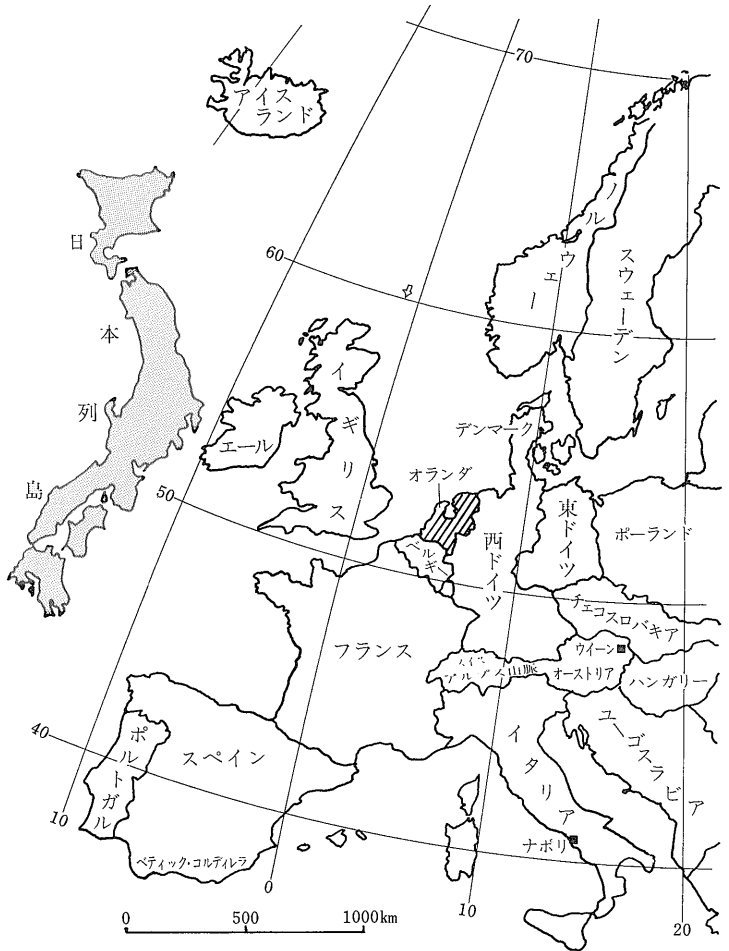 70
アイス
ランド
ノルウェー
スウェーデン
日本列島
60
イギリス
エール
デンマーク
オランダ
50
ベルギー
西ドイツ
東ドイツ
ポーランド
チェコスロバキア
フランス
スイス
アルプス山脈
ウイーン
オーストリア
ハンガリー
40
ポルトガル
スペイン
イタリア
ユーゴスラビア
10
ベティック・コルディレラ
ナポリ
0
10
20
0 500 1000km